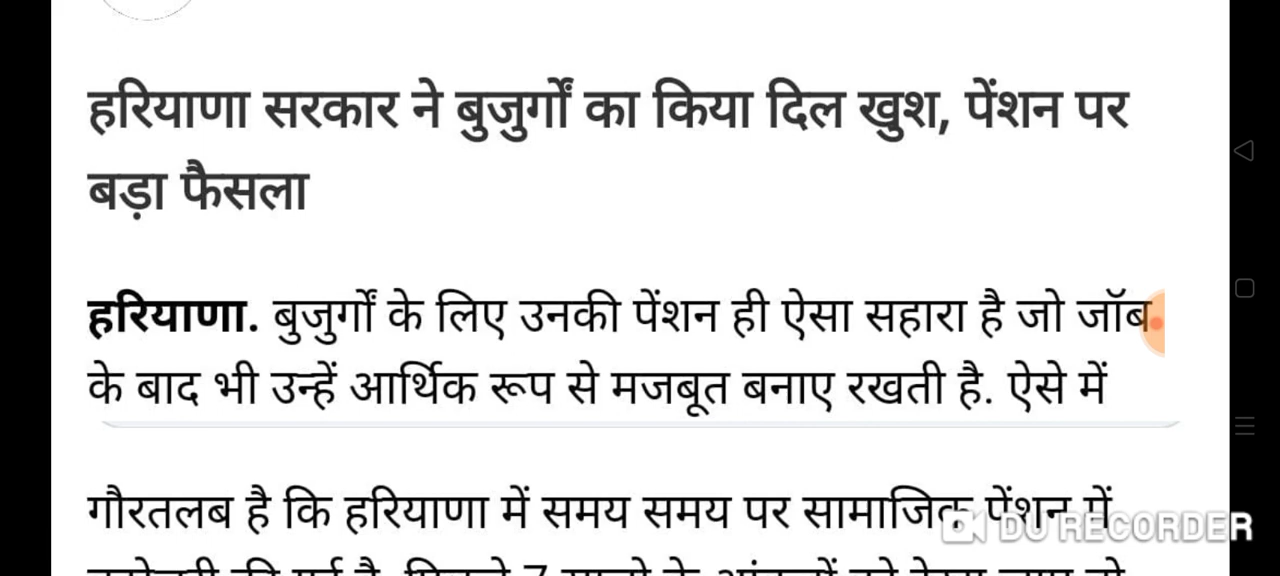 हरियाणा सरकार ने बुजुर्गों का किया दिल खुश, पेंशन पर
बड़ा फैसला
हरियाणा. बुजुर्गों के लिए उनकी पेंशन ही ऐसा सहारा है जो जॉब
के बाद भी उन्हें आर्थिक रूप से मजबूत बनाए रखती है. ऐसे में
गौरतलब है कि हरियाणा में समय समय पर सामाजिक पेंशन में
DU RECORDER